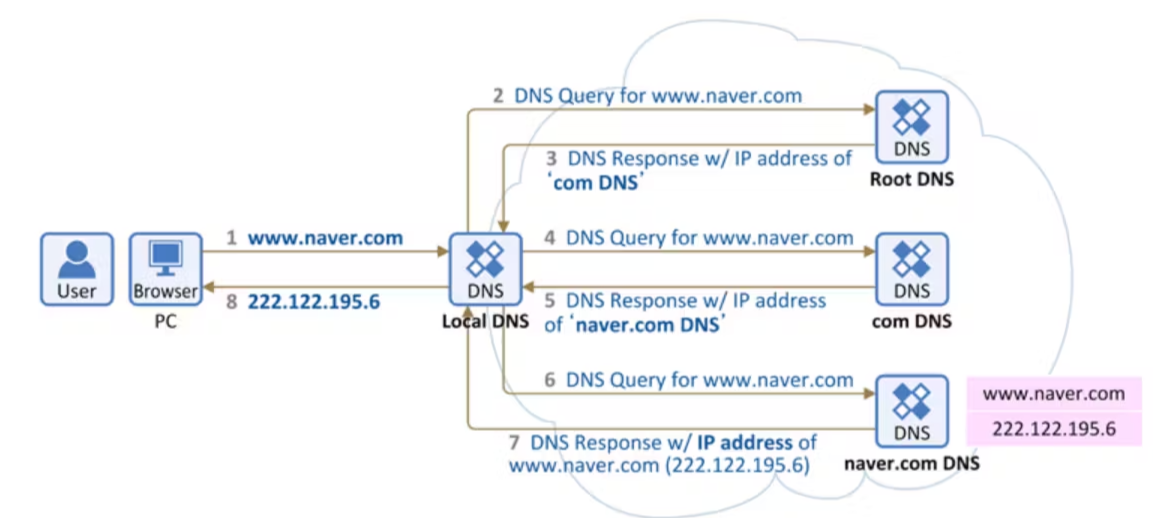 2 DNS Query for www.naver.com
DNS
Root DNS
3 DNS Response w/ IP address of
‘com DNS’
1 www.naver.com
User
Browser
PC
8 222.122.195.6
DNS
Local DNS
4 DNS Query for www.naver.com
DNS
com DNS
5 DNS Response w/ IP address
of ‘naver.com DNS’
6 DNS Query for www.naver.com
DNS
naver.com DNS
www.naver.com
222.122.195.6
7 DNS Response w/ IP address of
www.naver.com (222.122.195.6)